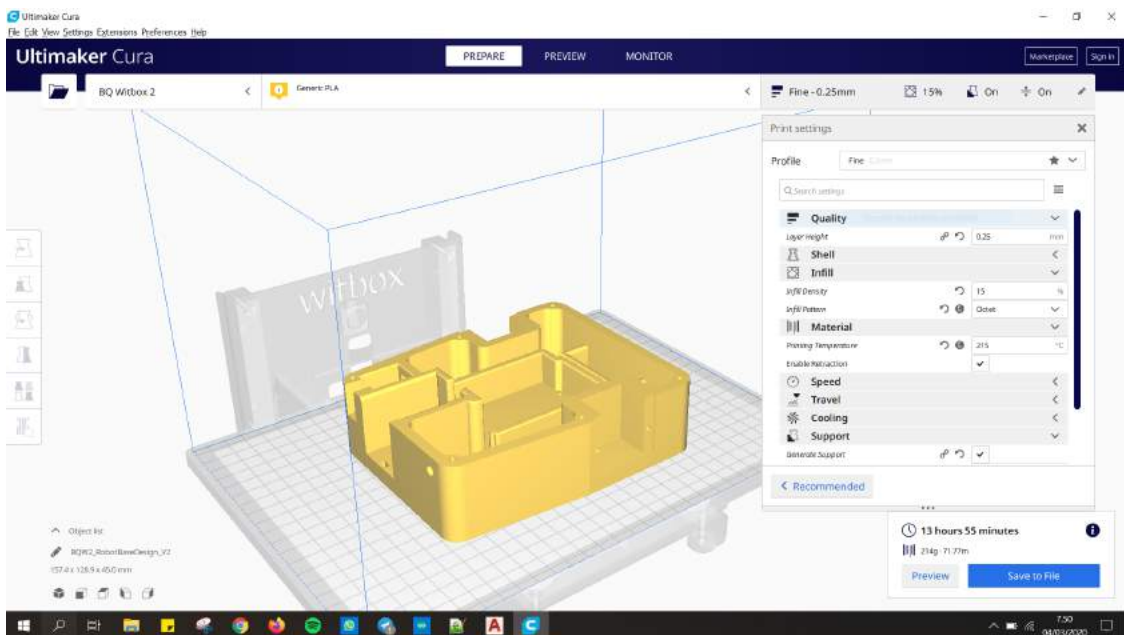 Ultimaker Cura
File Edit View Settings Extensions Preferences Help
Ultimaker Cura
PREPARE
PREVIEW
MONITOR
Marketplace
Sign in
BQ Witbox 2
Generic PLA
Fine - 0.25mm
15%
On
On
Print settings
Profile
Fine
Search settings
Quality
Layer Height
0.25
mm
Shell
Infill
Infill Density
15
%
Infill Pattern
Octet
Material
Printing Temperature
215
°C
Enable Retraction
Speed
Travel
Cooling
Support
Generate Support
Recommended
witbox
Object list
BQW2_RobotBaseDesign_V2
157.4 x 128.9 x 45.0 mm
13 hours 55 minutes
214g · 71.77m
Preview
Save to File
7:50
04/03/2020